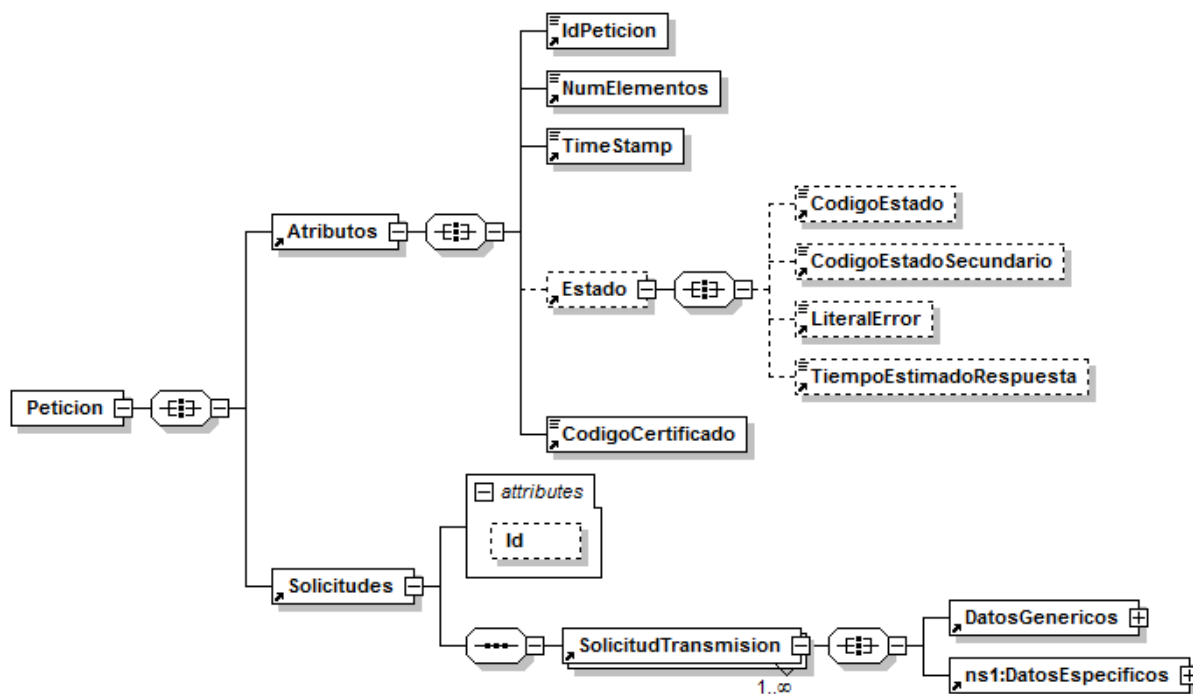 IdPeticion
NumElementos
TimeStamp
CodigoEstado
Atributos
CodigoEstadoSecundario
Estado
LiteralError
TiempoEstimadoRespuesta
Peticion
CodigoCertificado
attributes
Id
Solicitudes
DatosGenericos
SolicitudTransmision
ns1:DatosEspecificos
1..∞